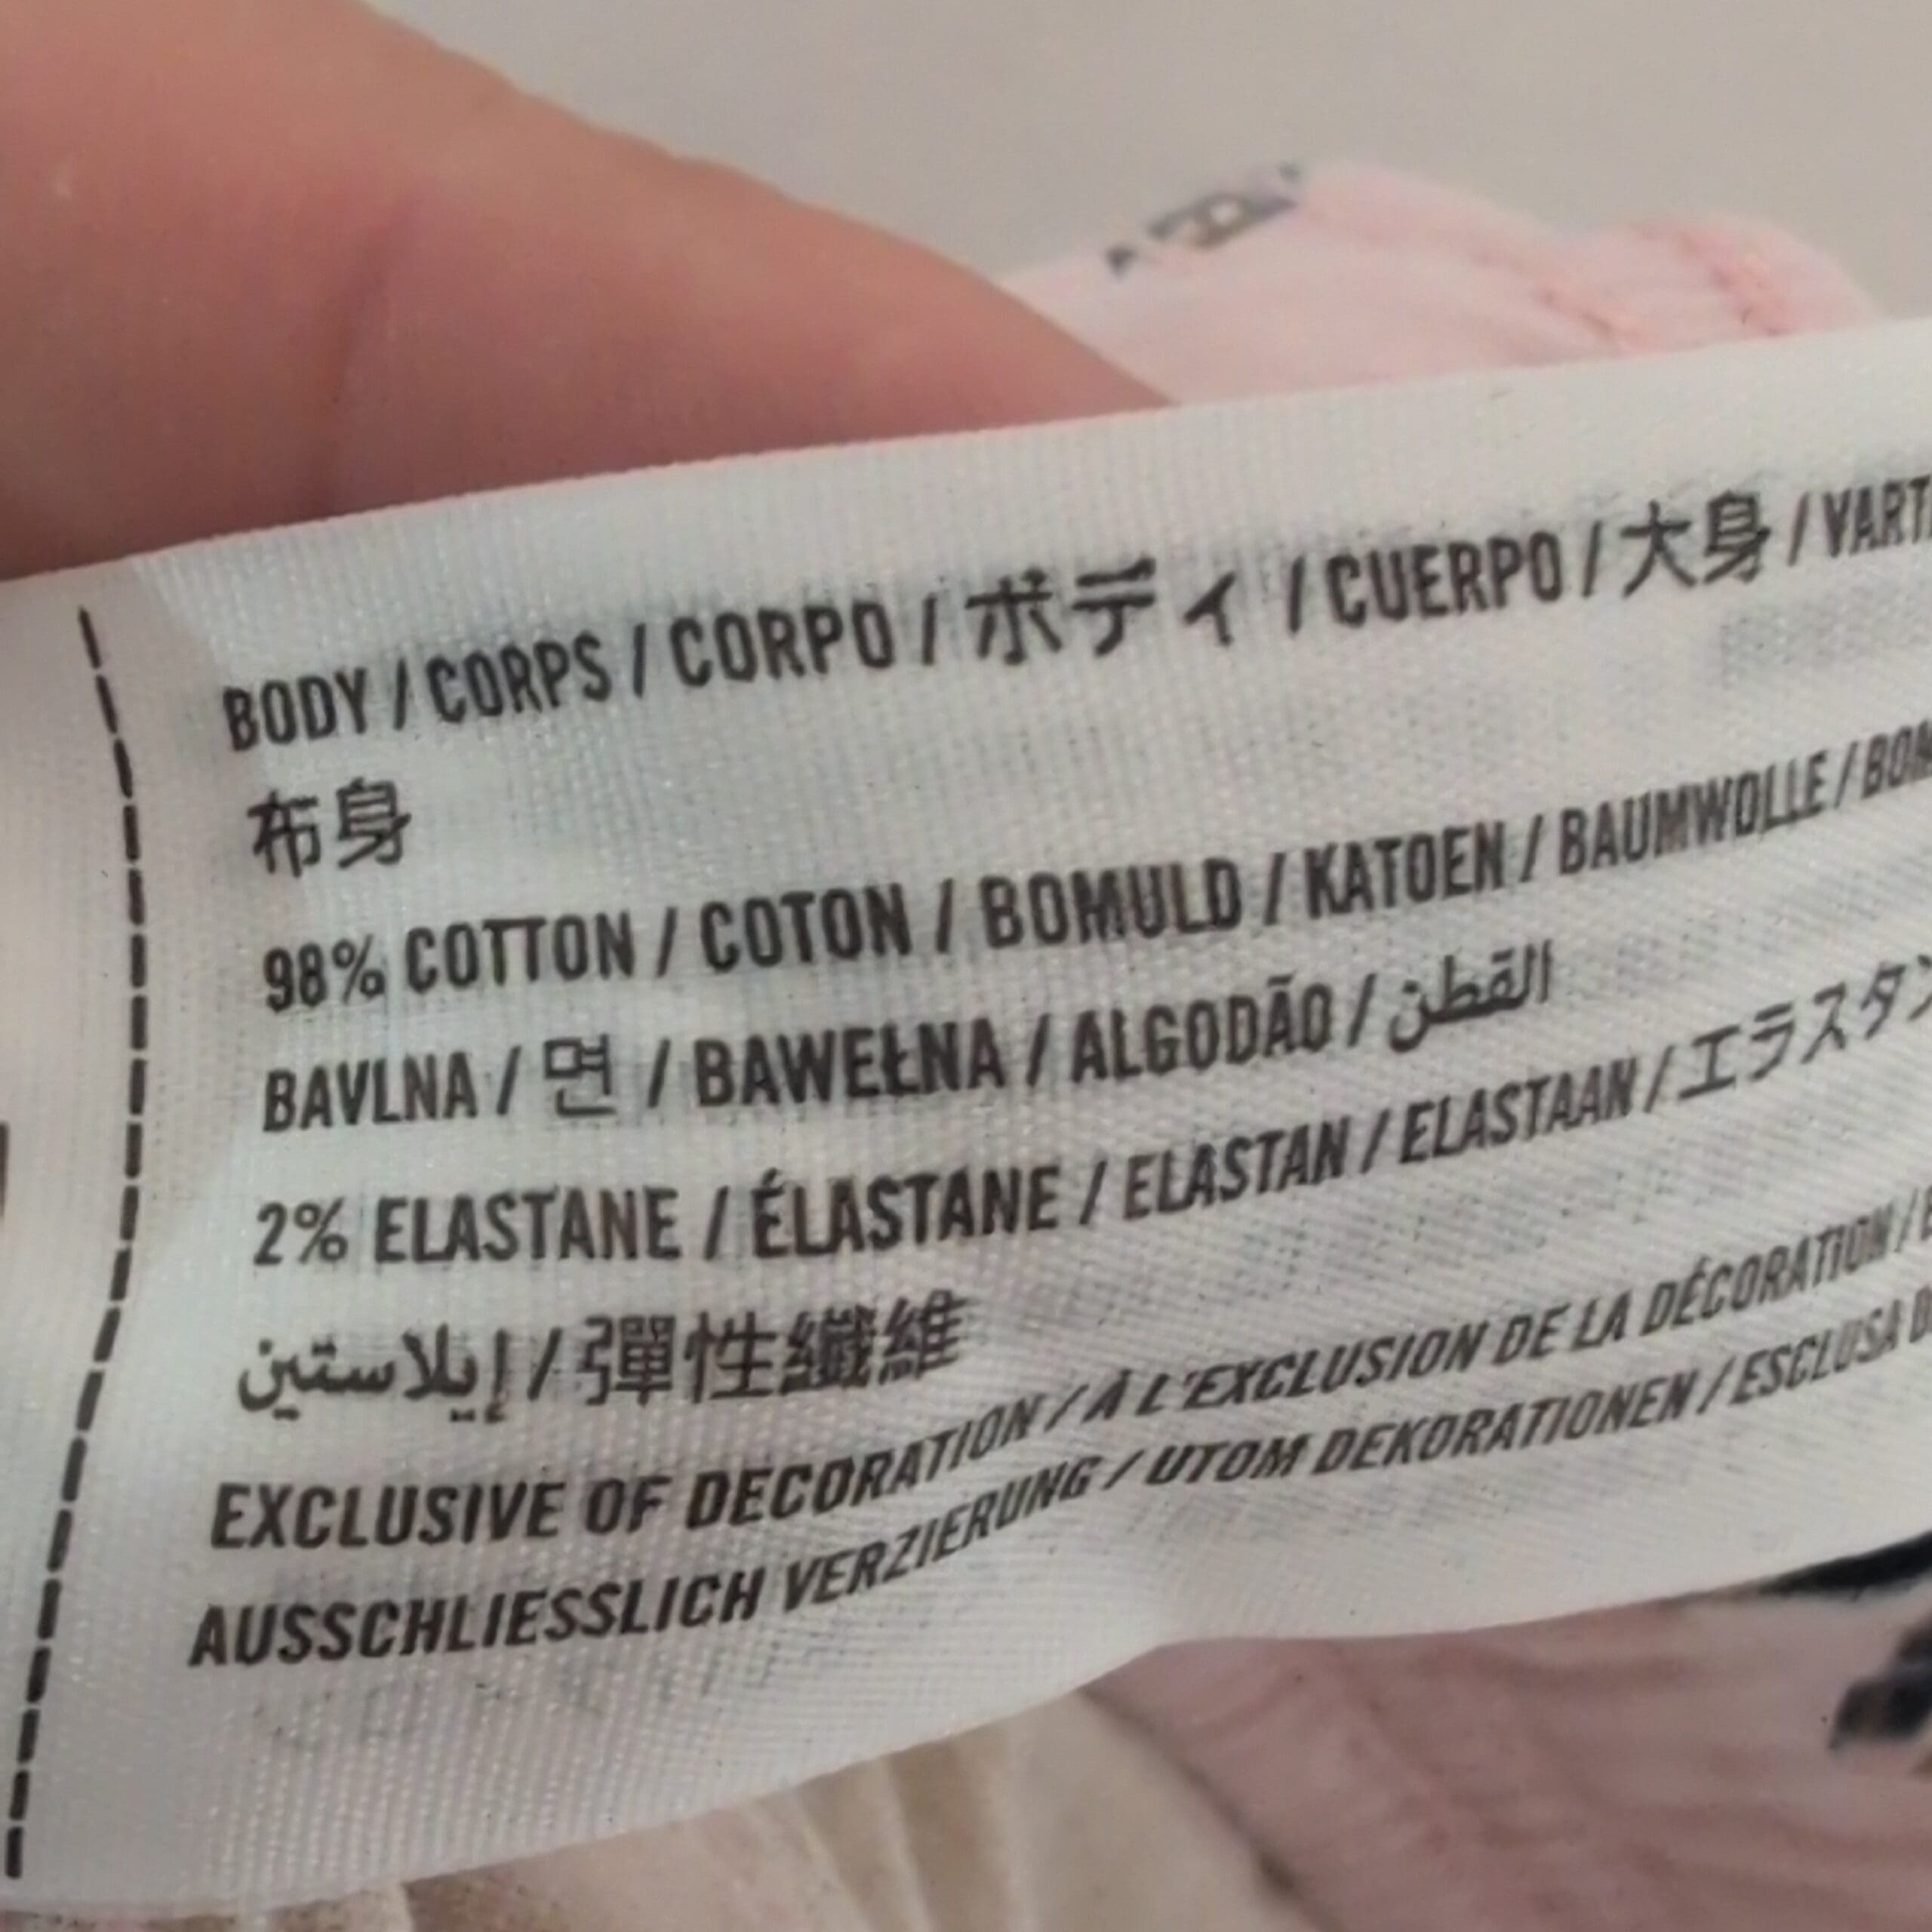 BODY / CORPS / CORPO / ボディ / CUERPO / 大身 /
布身
98% COTTON / COTON / BOMULD / KATOEN / BAUMWOLLE /
BAVLNA / 면 / BAWEŁNA / ALGODÃO / القطن
2% ELASTANE / ÉLASTANE / ELASTAN / ELASTAAN / エラスタン
إيلاستين / 彈性纖維
EXCLUSIVE OF DECORATION / À L'EXCLUSION DE LA DÉCORATION /
AUSSCHLIESSLICH VERZIERUNG / UTOM DEKORATIONEN / ESCLUSA